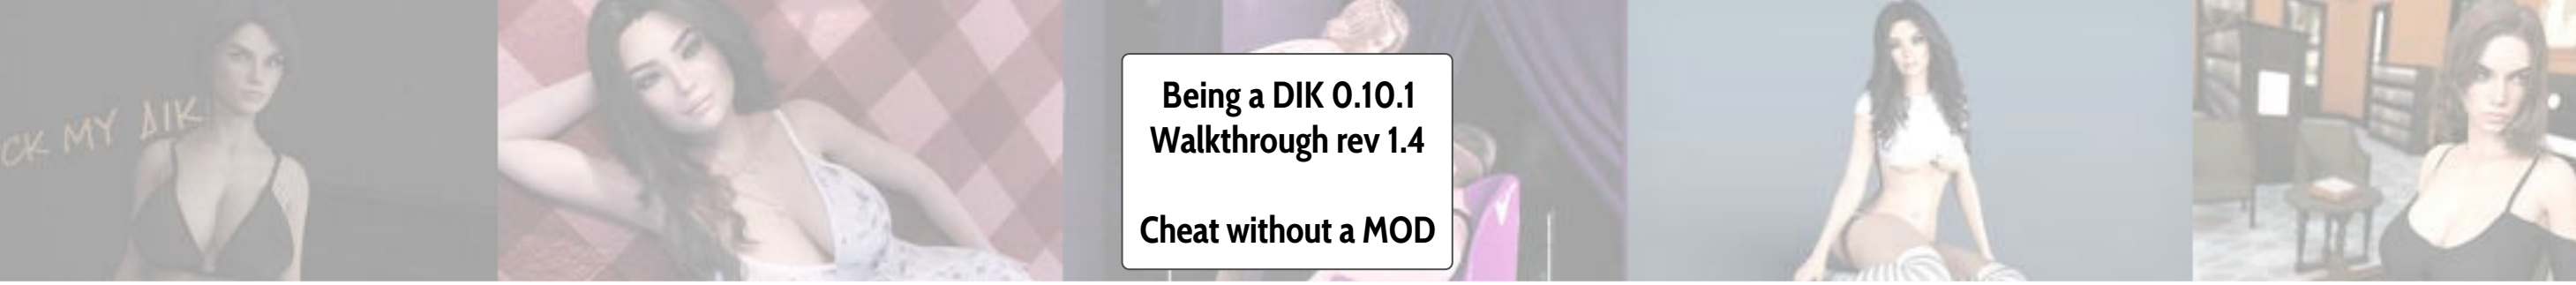 CK MY ΔIK
Being a DIK 0.10.1
Walkthrough rev 1.4
Cheat without a MOD